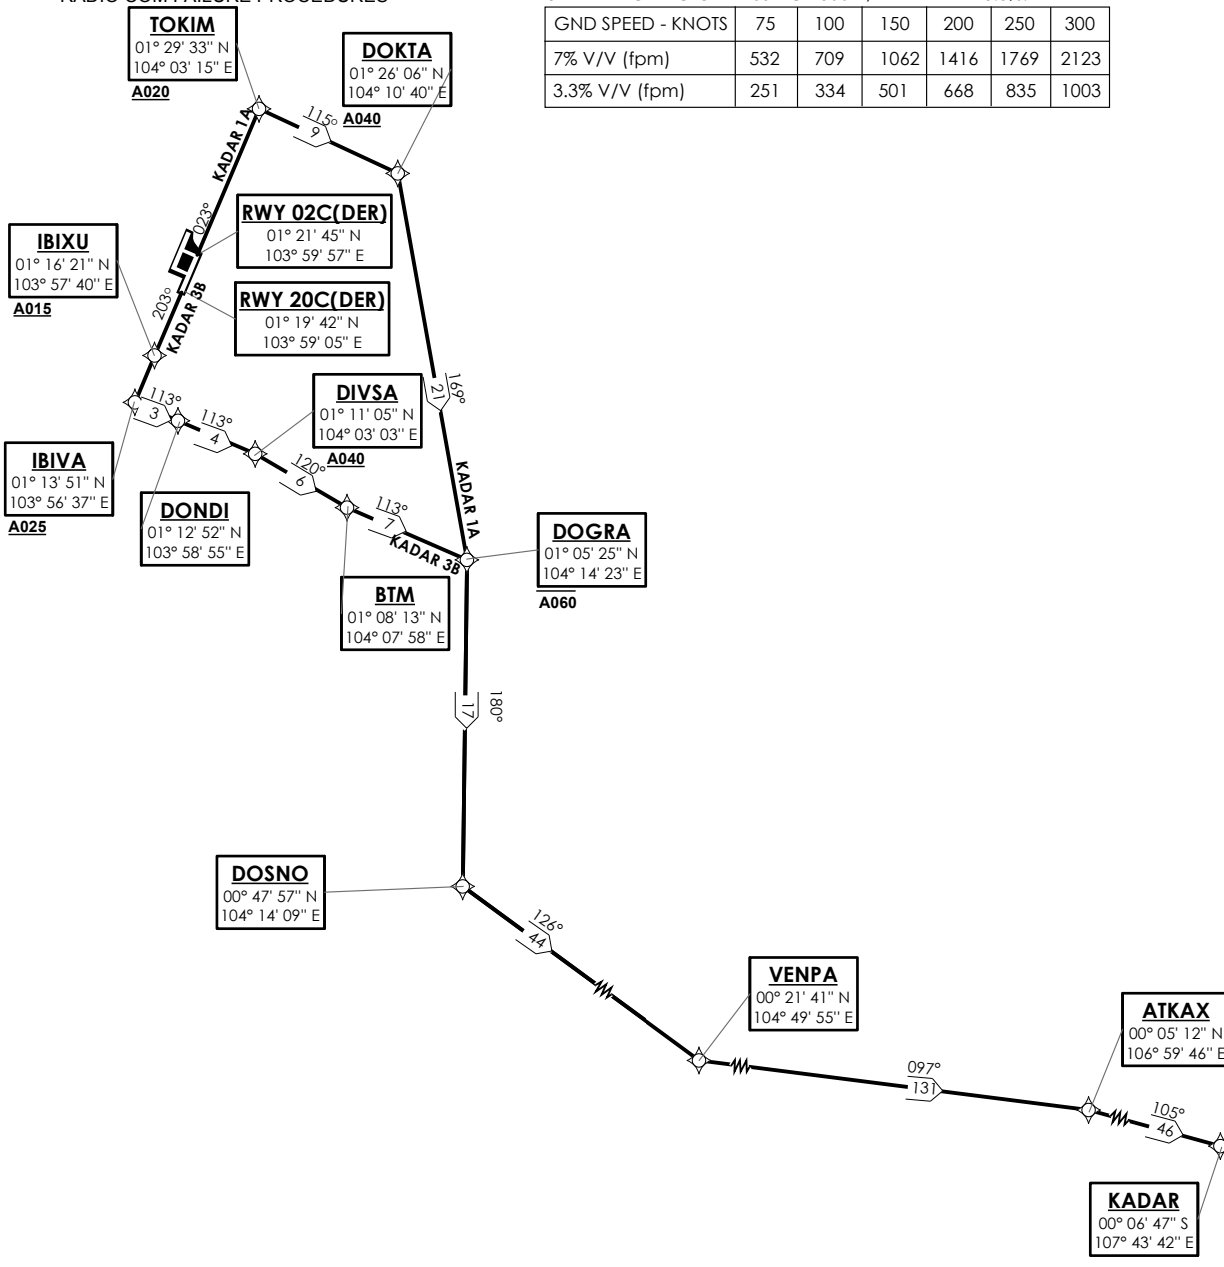 RADIO COM FAILURE PROCEDURES
GND SPEED - KNOTS 75 100 150 200 250 300
7% V/V (fpm) 532 709 1062 1416 1769 2123
3.3% V/V (fpm) 251 334 501 668 835 1003
TOKIM
01° 29' 33" N
104° 03' 15" E
A020
DOKTA
01° 26' 06" N
104° 10' 40" E
A040
115°
9
KADAR 1A
023°
RWY 02C(DER)
01° 21' 45" N
103° 59' 57" E
IBIXU
01° 16' 21" N
103° 57' 40" E
A015
203°
KADAR 3B
RWY 20C(DER)
01° 19' 42" N
103° 59' 05" E
169°
21
KADAR 1A
DIVSA
01° 11' 05" N
104° 03' 03" E
A040
113°
3
113°
4
120°
6
113°
7
KADAR 3B
IBIVA
01° 13' 51" N
103° 56' 37" E
A025
DONDI
01° 12' 52" N
103° 58' 55" E
DOGRA
01° 05' 25" N
104° 14' 23" E
A060
BTM
01° 08' 13" N
104° 07' 58" E
180°
17
DOSNO
00° 47' 57" N
104° 14' 09" E
126°
44
VENPA
00° 21' 41" N
104° 49' 55" E
097°
131
ATKAX
00° 05' 12" N
106° 59' 46" E
105°
46
KADAR
00° 06' 47" S
107° 43' 42" E